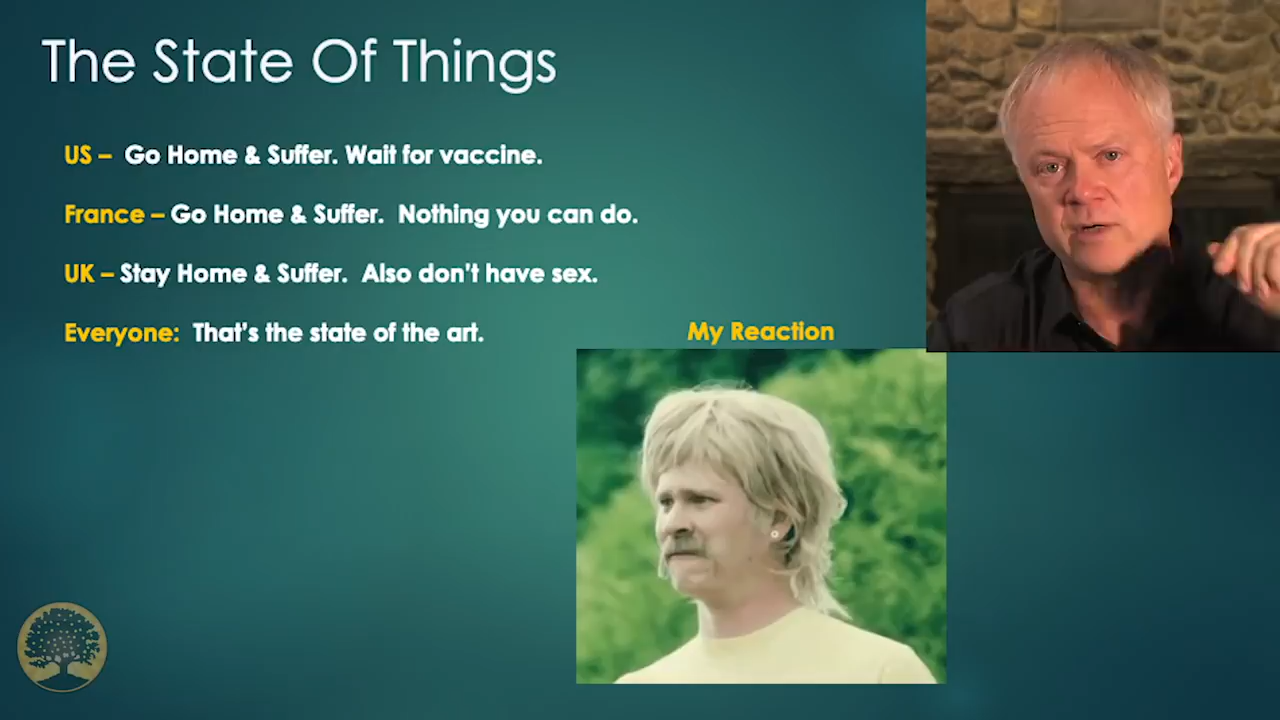 The State Of Things
US – Go Home & Suffer. Wait for vaccine.
France – Go Home & Suffer. Nothing you can do.
UK – Stay Home & Suffer. Also don't have sex.
Everyone: That's the state of the art.
My Reaction